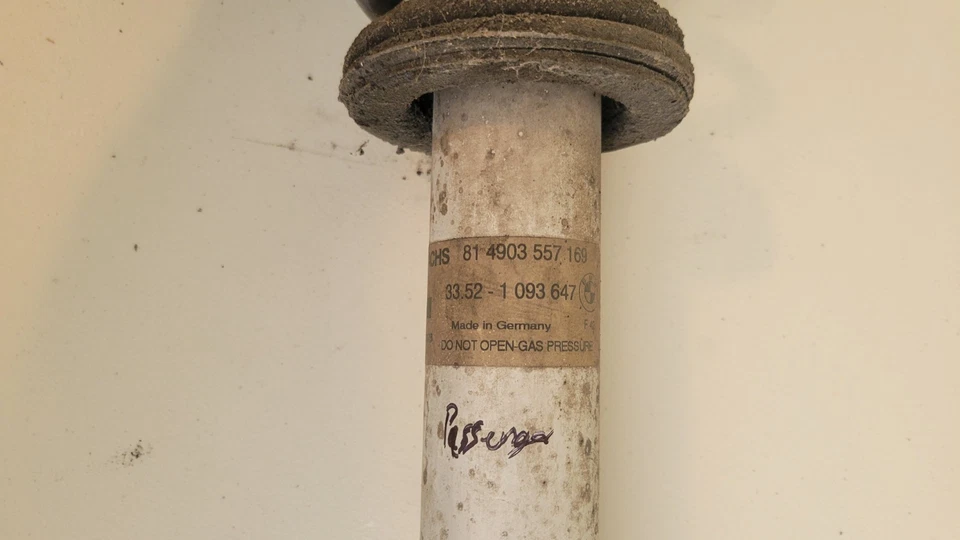 CHS 81 4903 557 169
33.52 - 1 093 647
Made in Germany
DO NOT OPEN-GAS PRESSURE
Passenger